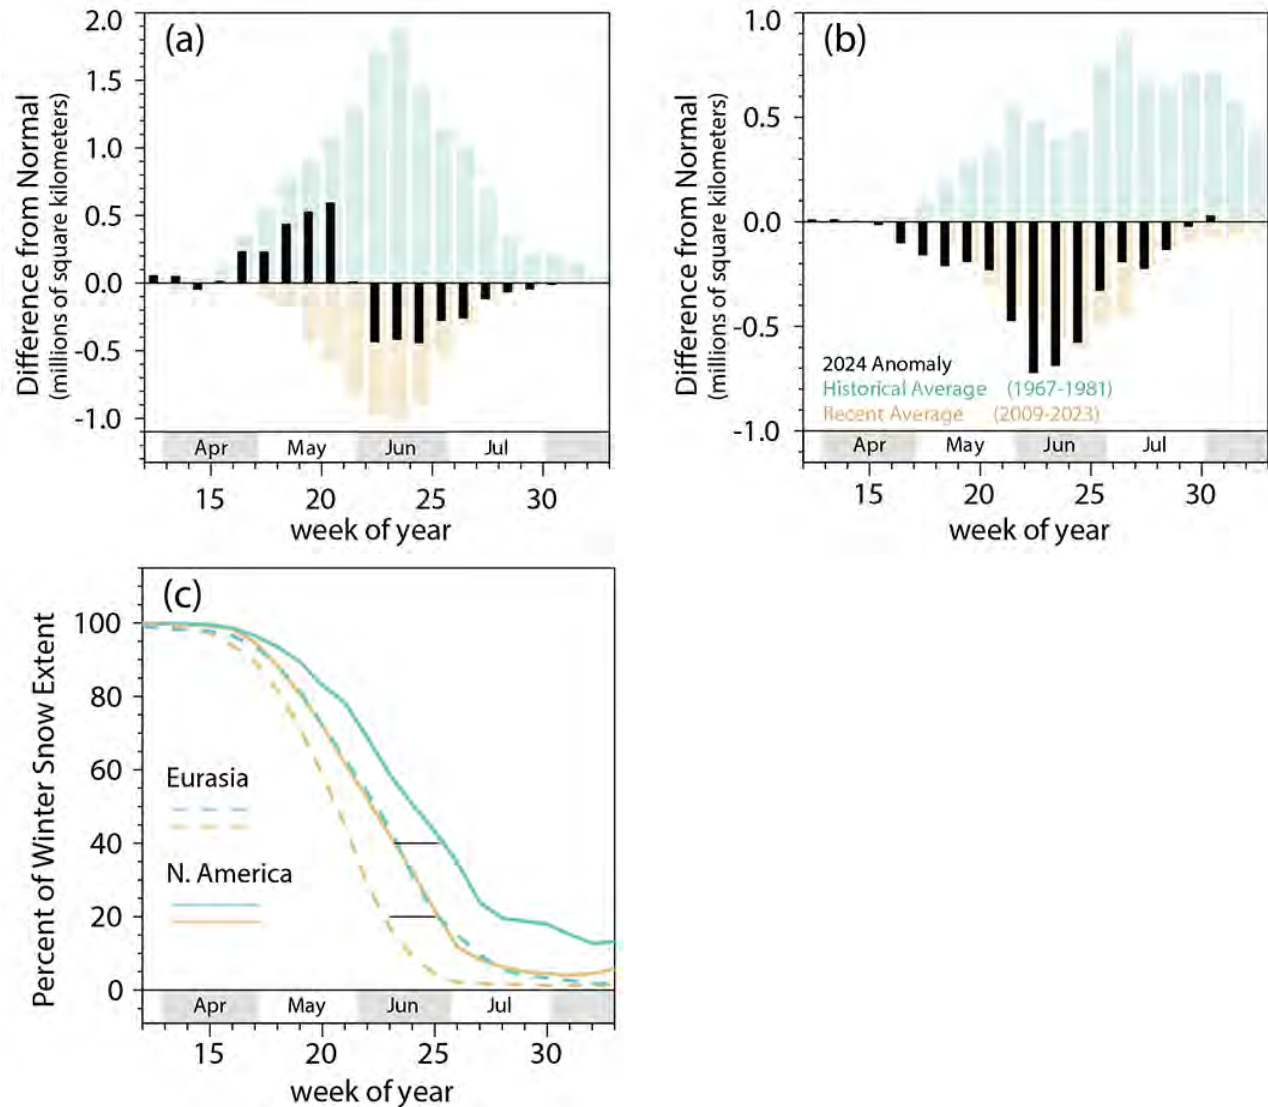 (a)
Difference from Normal
(millions of square kilometers)
2.0
1.5
1.0
0.5
0.0
-0.5
-1.0
Apr May Jun Jul
15 20 25 30
week of year
(b)
Difference from Normal
(millions of square kilometers)
1.0
0.5
0.0
-0.5
-1.0
2024 Anomaly
Historical Average (1967-1981)
Recent Average (2009-2023)
Apr May Jun Jul
15 20 25 30
week of year
(c)
Percent of Winter Snow Extent
100
80
60
40
20
0
Eurasia
N. America
Apr May Jun Jul
15 20 25 30
week of year